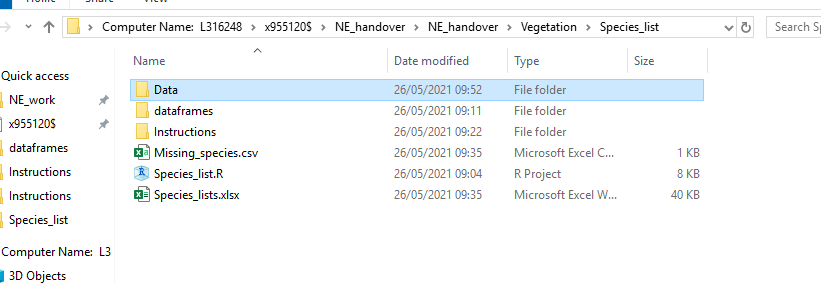 Home Share View
Computer Name: L316248 > x955120$ > NE_handover > NE_handover > Vegetation > Species_list
Search Sp
Name Date modified Type Size
Quick access
NE_work
x955120$
dataframes
Instructions
Instructions
Species_list
Computer Name: L3
3D Objects
Data 26/05/2021 09:52 File folder
dataframes 26/05/2021 09:11 File folder
Instructions 26/05/2021 09:22 File folder
Missing_species.csv 26/05/2021 09:35 Microsoft Excel C... 1 KB
Species_list.R 26/05/2021 09:04 R Project 8 KB
Species_lists.xlsx 26/05/2021 09:35 Microsoft Excel W... 40 KB